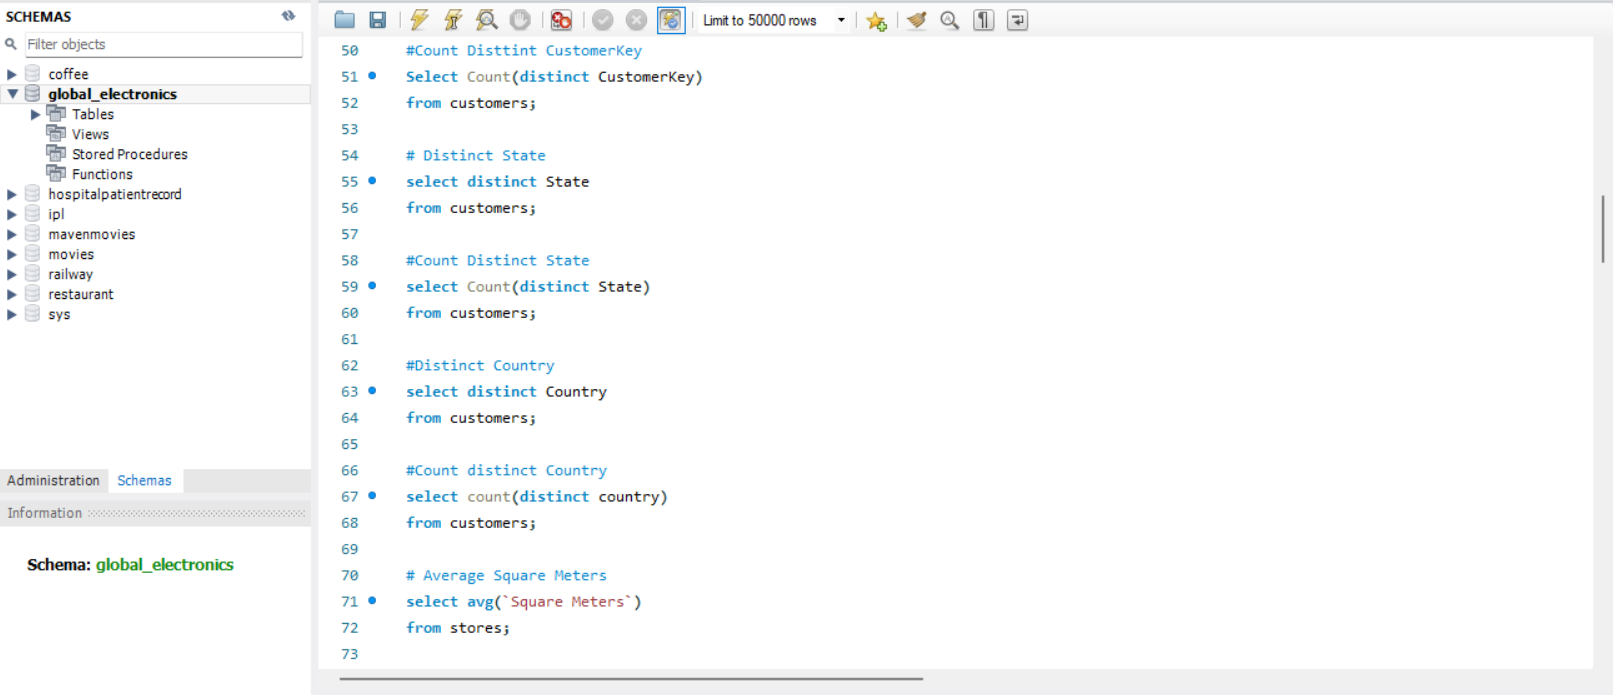 SCHEMAS
Filter objects
coffee
global_electronics
Tables
Views
Stored Procedures
Functions
hospitalpatientrecord
ipl
mavenmovies
movies
railway
restaurant
sys
Administration Schemas
Information
Schema: global_electronics
Limit to 50000 rows
50 #Count Disttint CustomerKey
51 Select Count(distinct CustomerKey)
52 from customers;
53
54 # Distinct State
55 select distinct State
56 from customers;
57
58 #Count Distinct State
59 select Count(distinct State)
60 from customers;
61
62 #Distinct Country
63 select distinct Country
64 from customers;
65
66 #Count distinct Country
67 select count(distinct country)
68 from customers;
69
70 # Average Square Meters
71 select avg(`Square Meters`)
72 from stores;
73